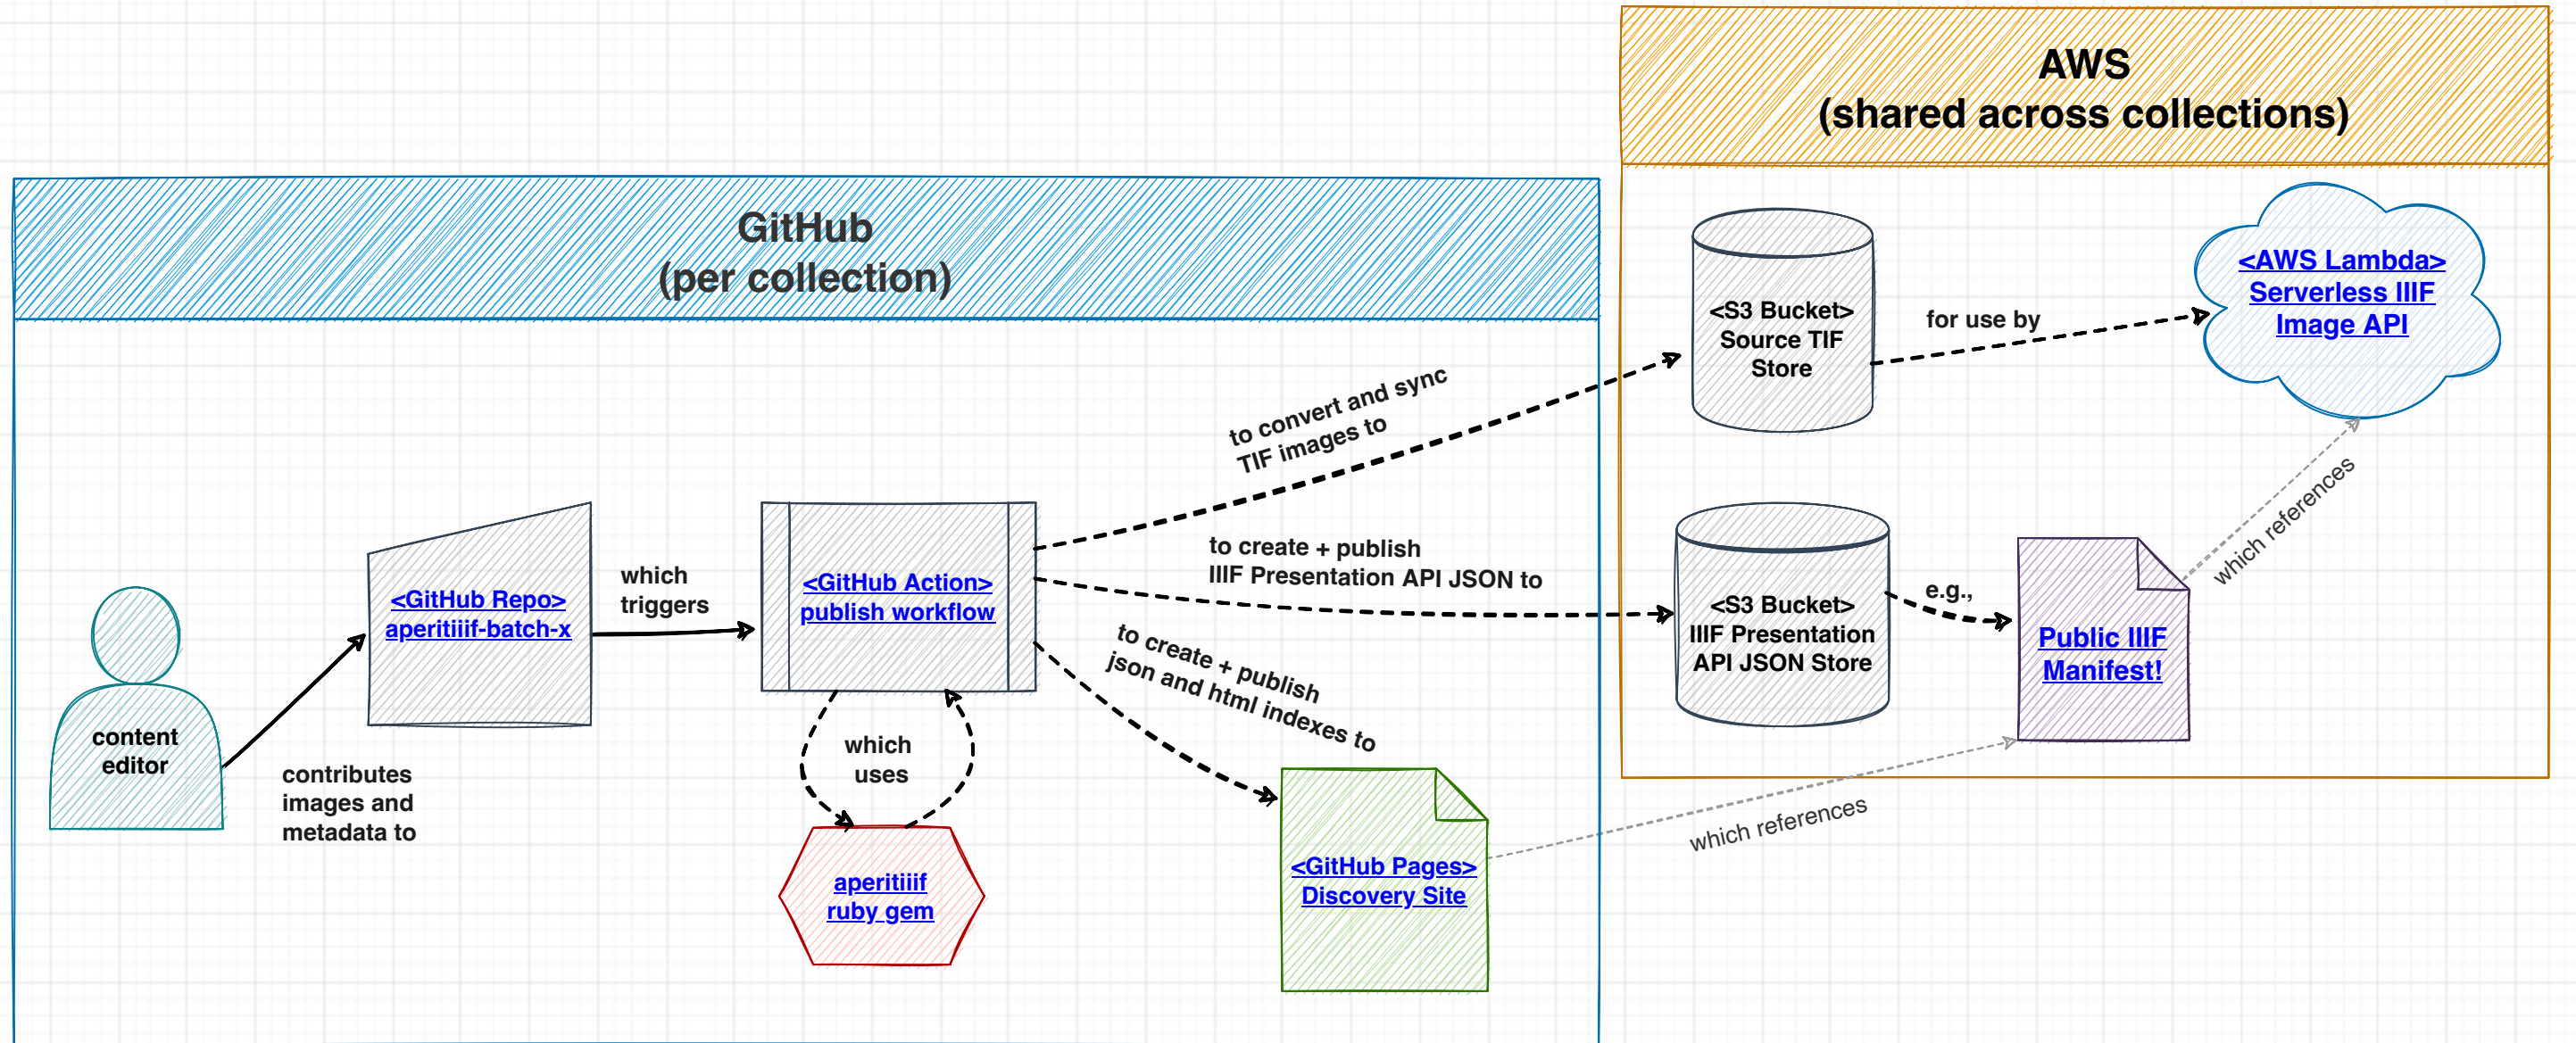 AWS
(shared across collections)
GitHub
(per collection)
<S3 Bucket>
Source TIF
Store
for use by
<AWS Lambda>
Serverless IIIF
Image API
to convert and sync
TIF images to
content
editor
contributes
images and
metadata to
<GitHub Repo>
aperitiiif-batch-x
which
triggers
<GitHub Action>
publish workflow
which
uses
aperitiiif
ruby gem
to create + publish
IIIF Presentation API JSON to
<S3 Bucket>
IIIF Presentation
API JSON Store
e.g.,
Public IIIF
Manifest!
which references
to create + publish
json and html indexes to
<GitHub Pages>
Discovery Site
which references